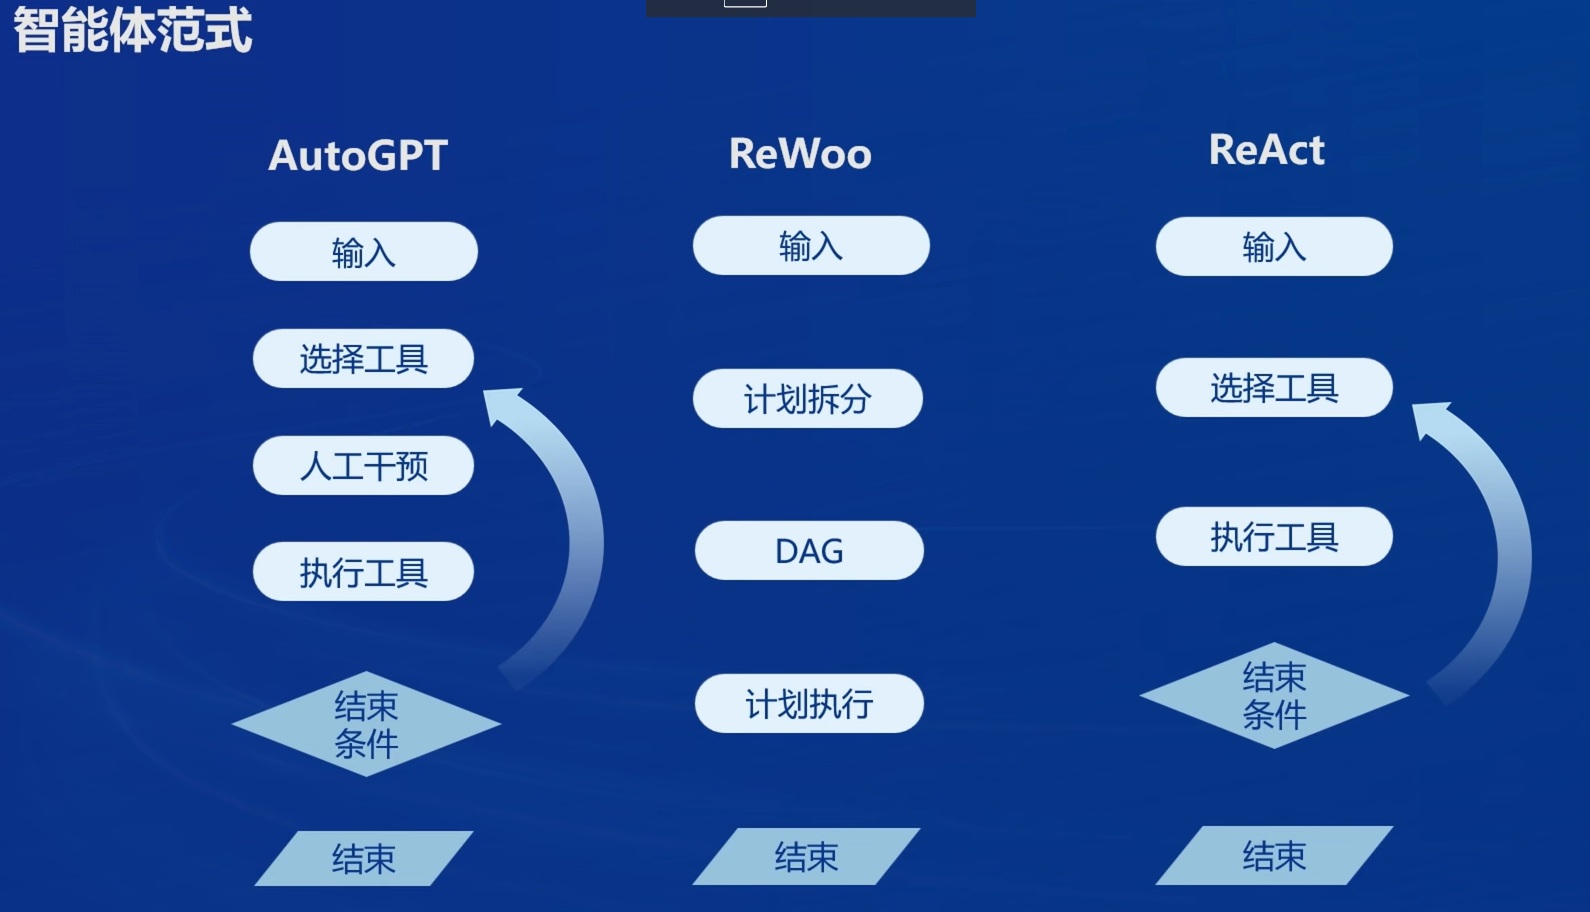 智能体范式
AutoGPT
输入
选择工具
人工干预
执行工具
结束
条件
结束
ReWoo
输入
计划拆分
DAG
计划执行
结束
ReAct
输入
选择工具
执行工具
结束
条件
结束